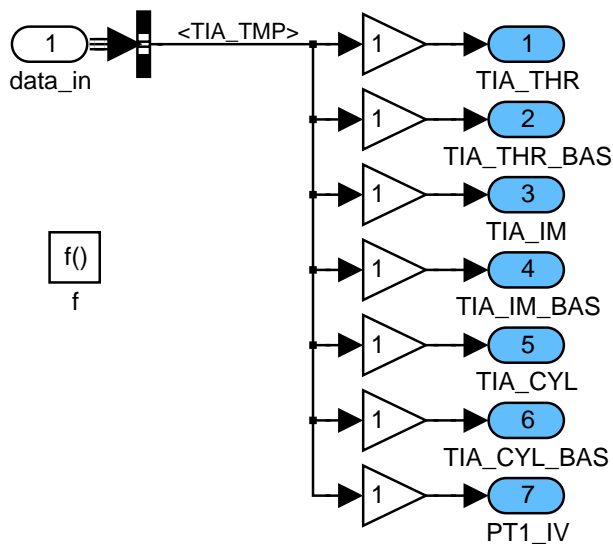 1
data_in
<TIA_TMP>
1
1
TIA_THR
1
2
TIA_THR_BAS
1
3
TIA_IM
f()
f
1
4
TIA_IM_BAS
1
5
TIA_CYL
1
6
TIA_CYL_BAS
1
7
PT1_IV